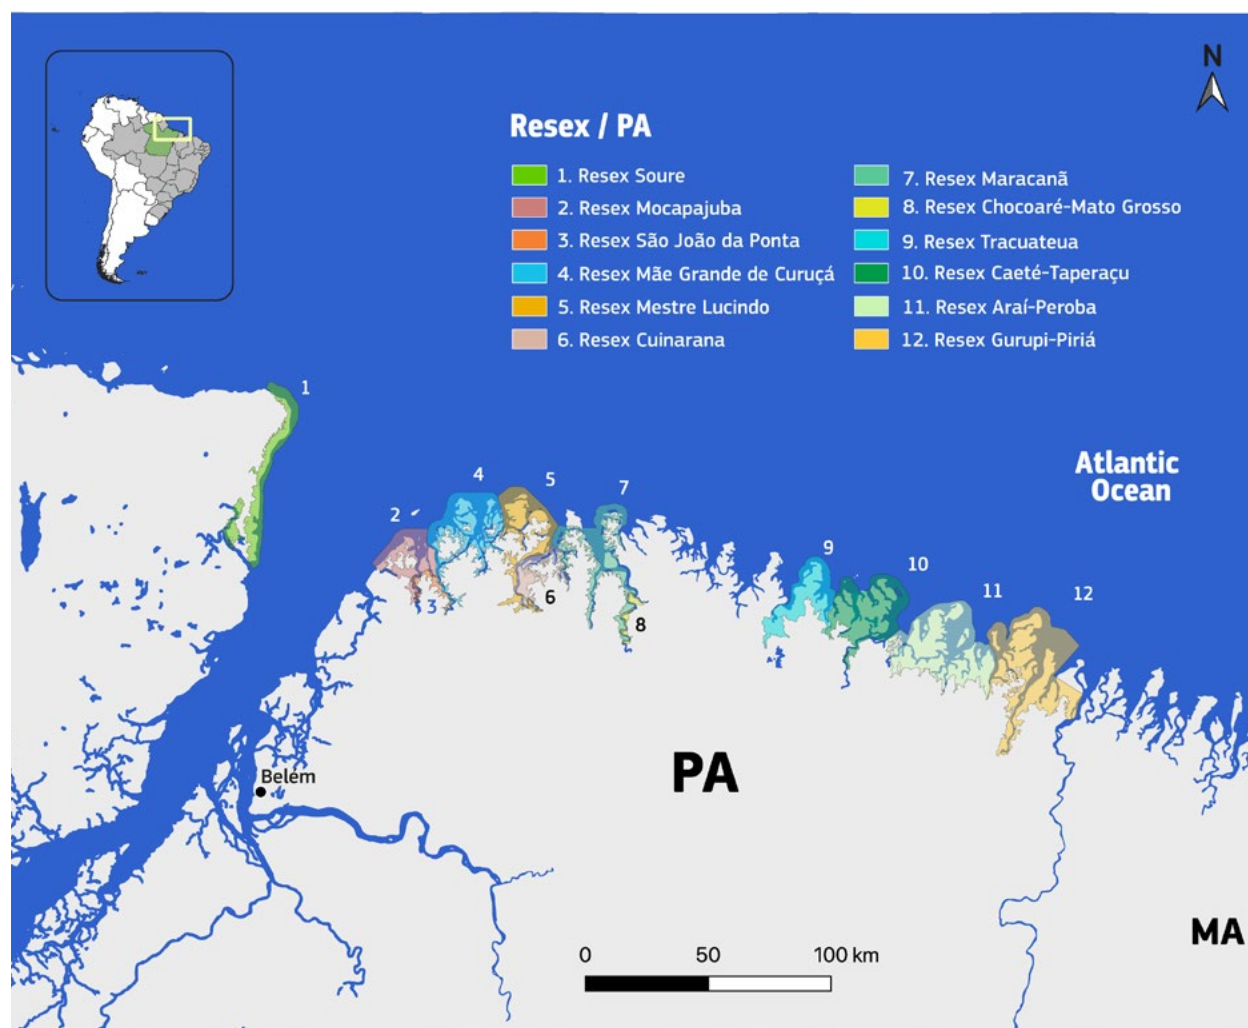 N
Resex / PA
1. Resex Soure
2. Resex Mocapajuba
3. Resex São João da Ponta
4. Resex Mãe Grande de Curuçá
5. Resex Mestre Lucindo
6. Resex Cuinarana
7. Resex Maracanã
8. Resex Chocoaré-Mato Grosso
9. Resex Tracuateua
10. Resex Caeté-Taperaçu
11. Resex Araí-Peroba
12. Resex Gurupi-Piriá
1
Atlantic
Ocean
4
5
7
2
9
10
3
6
8
11
12
PA
Belém
MA
0 50 100 km